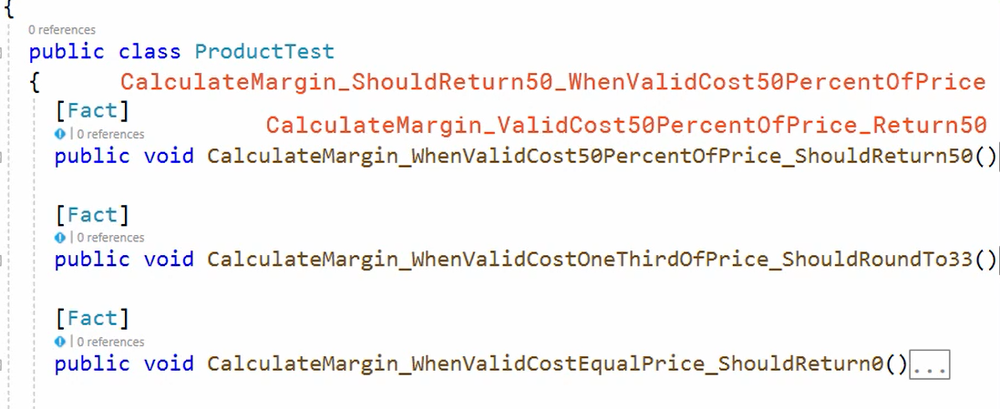 {
0 references
public class ProductTest
{ CalculateMargin_ShouldReturn50_WhenValidCost50PercentOfPrice
[Fact]
CalculateMargin_ValidCost50PercentOfPrice_Return50
0 references
public void CalculateMargin_WhenValidCost50PercentOfPrice_ShouldReturn50()
[Fact]
0 references
public void CalculateMargin_WhenValidCostOneThirdOfPrice_ShouldRoundTo33()
[Fact]
0 references
public void CalculateMargin_WhenValidCostEqualPrice_ShouldReturn0()...